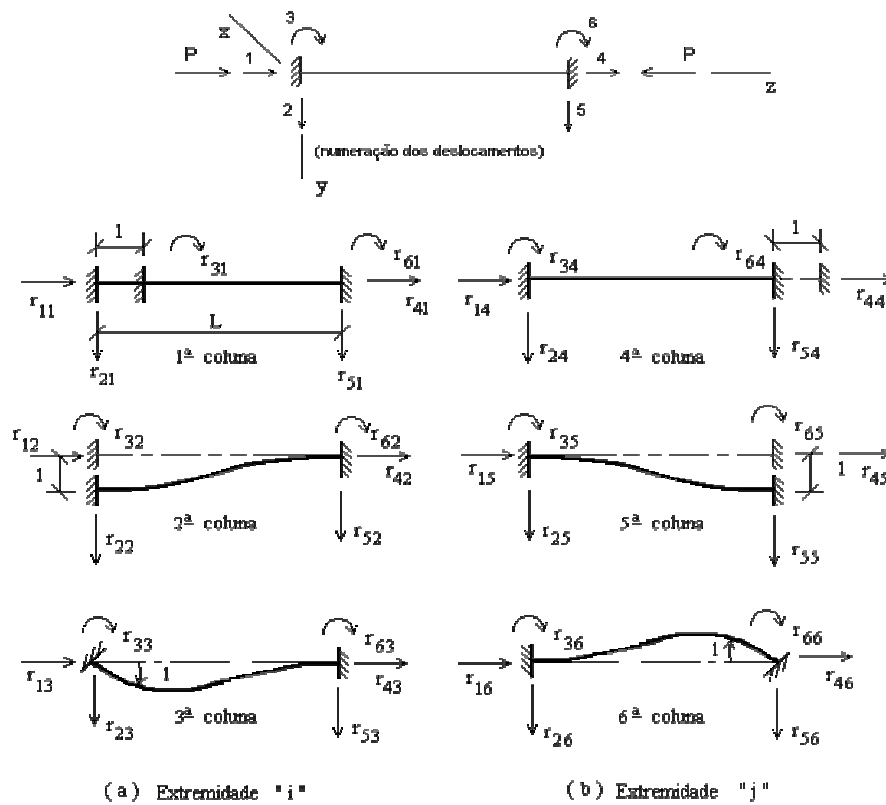 3
x
6
P
1
4
P
z
2
5
(numeração dos deslocamentos)
y
1
r31
r61
r11
r41
L
r21
1ª coluna
r51
1
r34
r64
r14
r44
r24
4ª coluna
r54
r12
r32
r62
1
r42
r22
2ª coluna
r52
r35
r65
r15
1
r45
r25
5ª coluna
r55
r33
r63
r13
1
r43
r23
3ª coluna
r53
r36
r66
r16
1
r46
r26
6ª coluna
r56
(a) Extremidade "i"
(b) Extremidade "j"